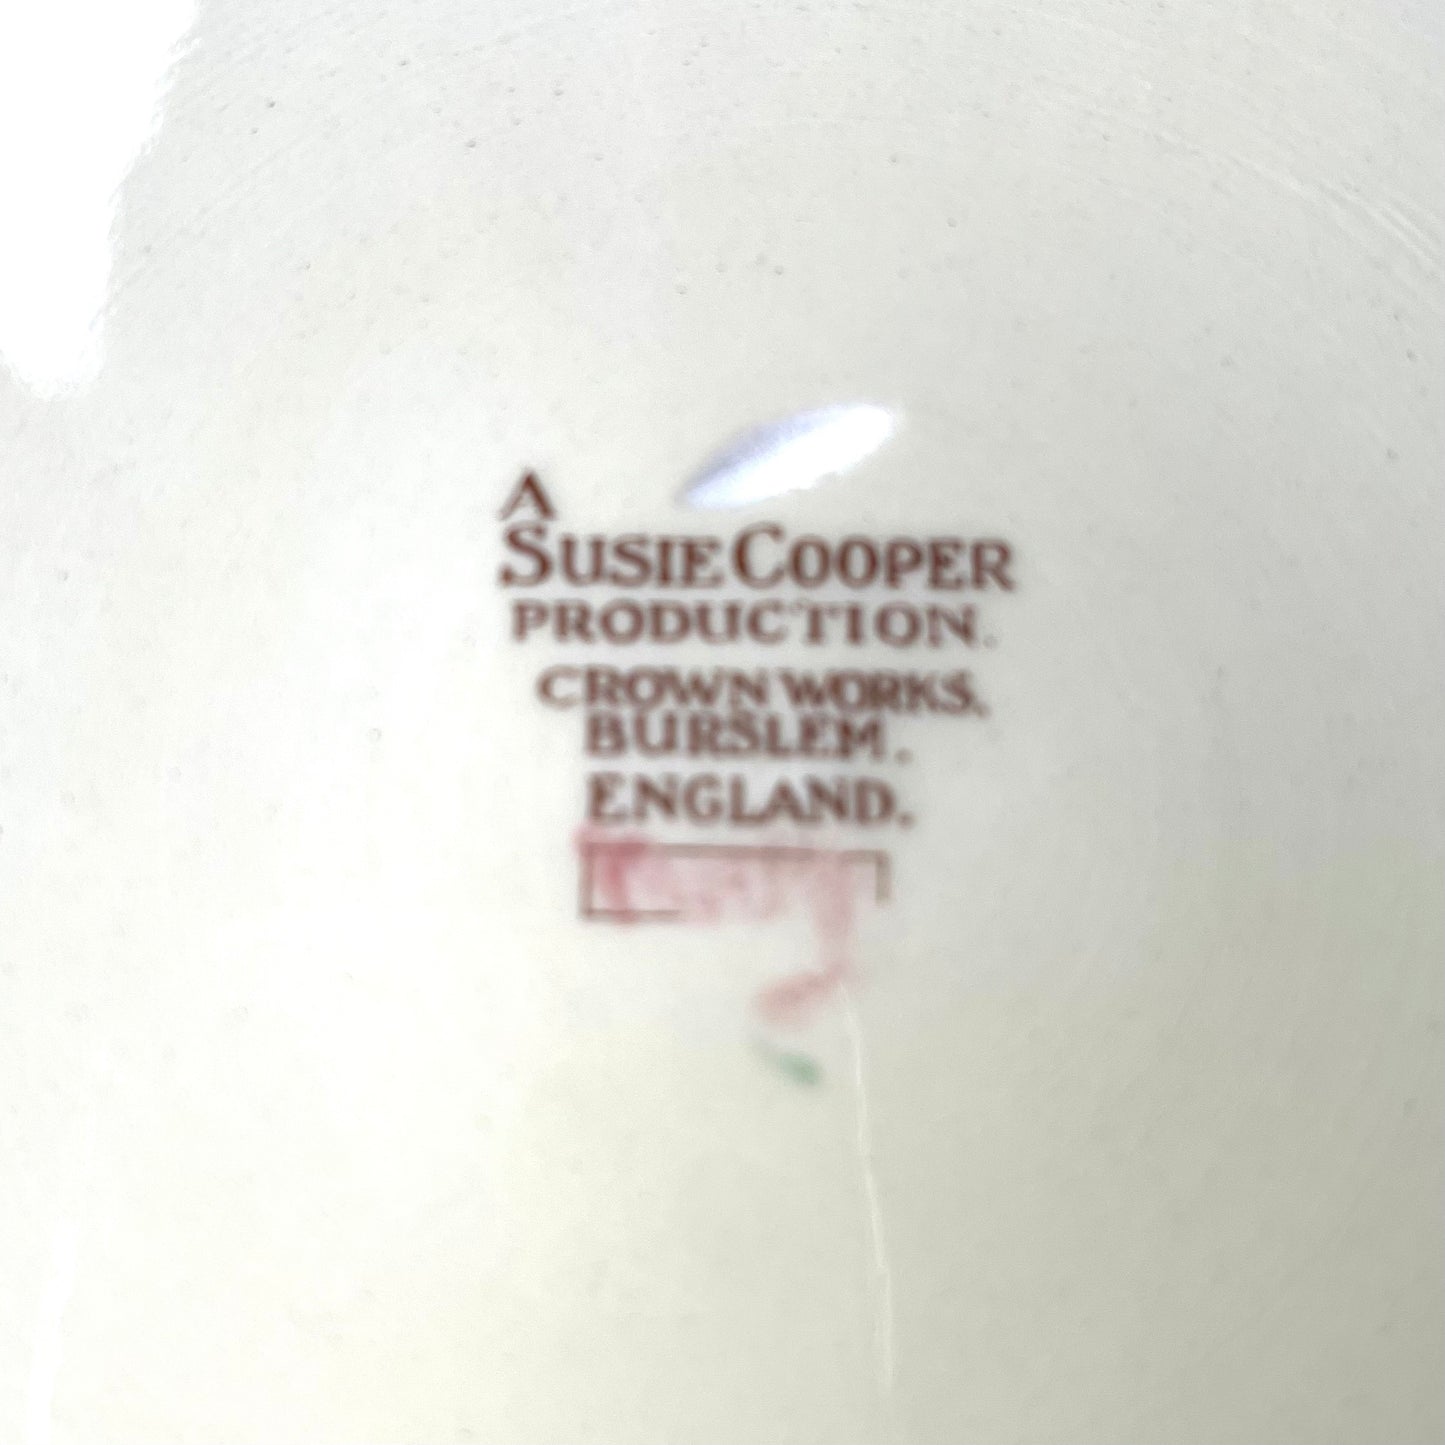 A
SUSIE COOPER
PRODUCTION.
CROWN WORKS,
BURSLEM.
ENGLAND.